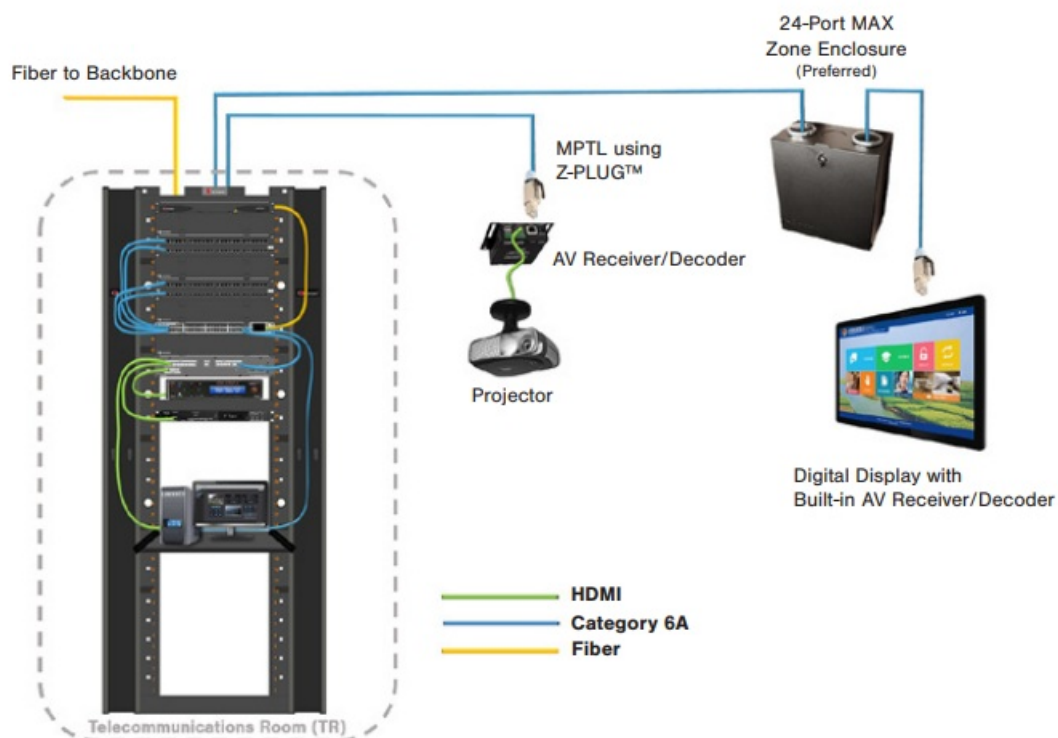 24-Port MAX
Zone Enclosure
(Preferred)
Fiber to Backbone
MPTL using
Z-PLUG™
AV Receiver/Decoder
Projector
Digital Display with
Built-in AV Receiver/Decoder
HDMI
Category 6A
Fiber
Telecommunications Room (TR)